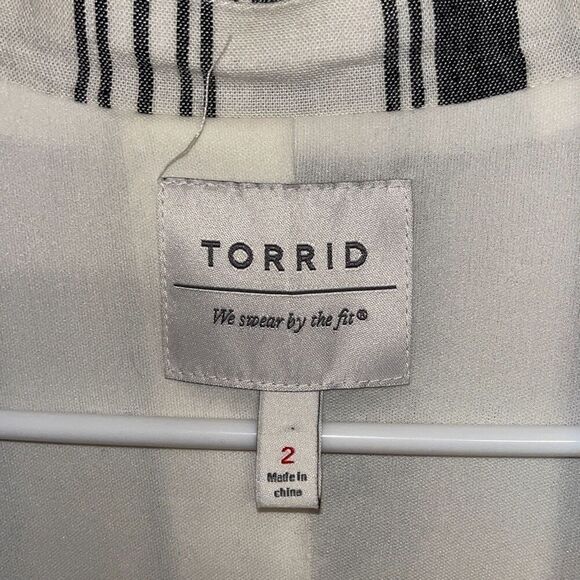 TORRID
We swear by the fit®
2
Made in
china